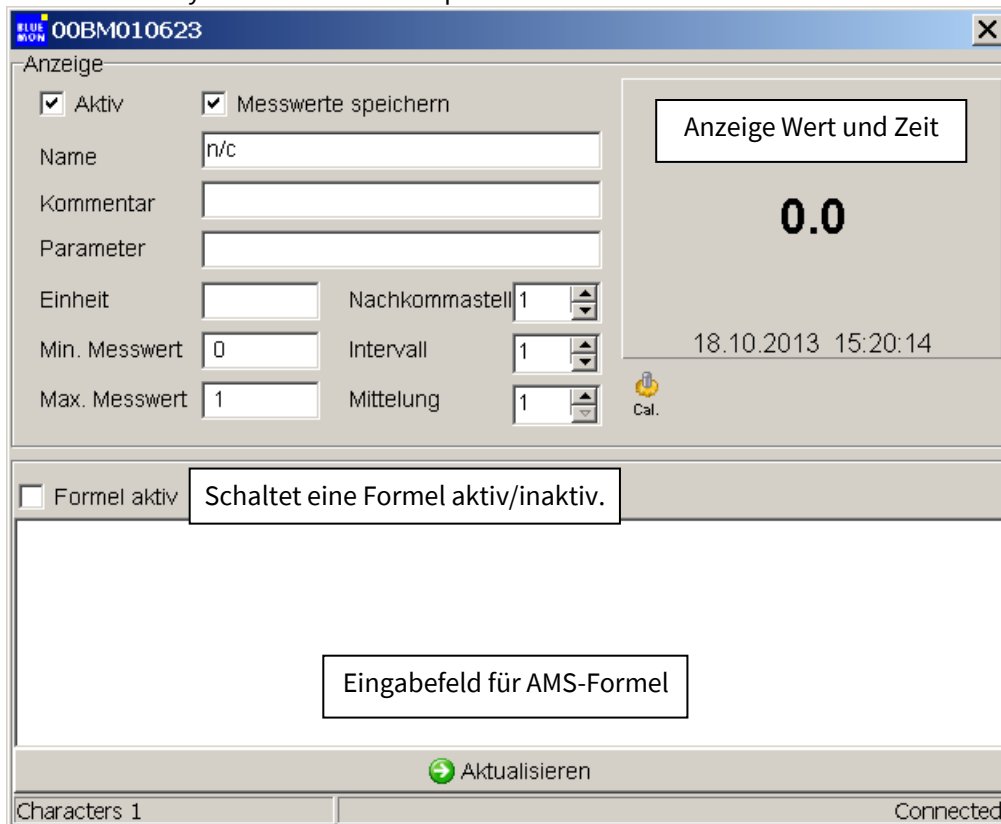 BLUE MON 00BM010623
Anzeige
Aktiv Messwerte speichern
Anzeige Wert und Zeit
Name n/c
Kommentar
0.0
Parameter
Einheit Nachkommastell 1
Min. Messwert 0 Intervall 1
18.10.2013 15:20:14
Max. Messwert 1 Mittelung 1
Cal.
Formel aktiv Schaltet eine Formel aktiv/inaktiv.
Eingabefeld für AMS-Formel
Aktualisieren
Characters 1 Connected